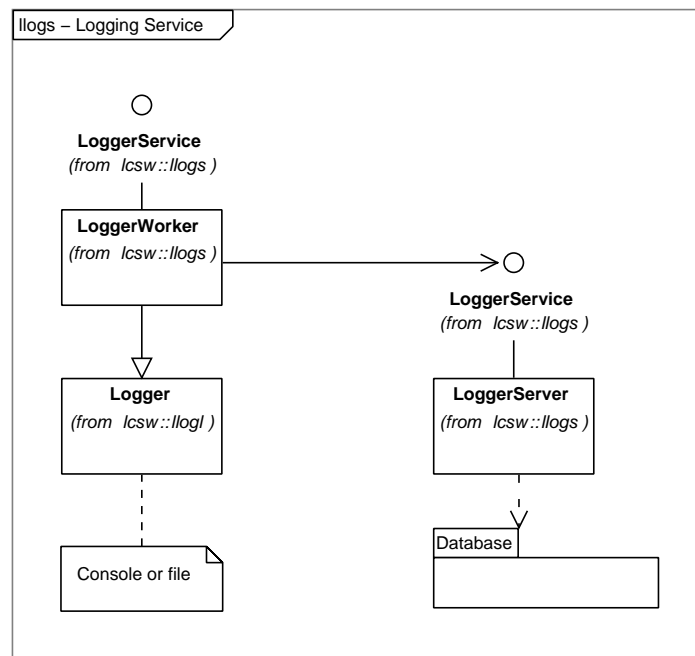 llogs – Logging Service
LoggerService
(from lcsw::llogs )
LoggerWorker
(from lcsw::llogs )
LoggerService
(from lcsw::llogs )
Logger
(from lcsw::llogl )
LoggerServer
(from lcsw::llogs )
Console or file
Database